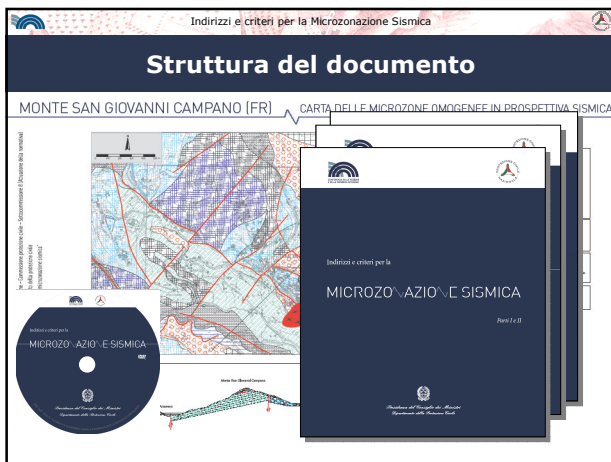 Indirizzi e criteri per la Microzonazione Sismica
Struttura del documento
MONTE SAN GIOVANNI CAMPANO (FR)
CARTA DELLE MICROZONE OMOGENEE IN PROSPETTIVA SISMICA
Indirizzi e criteri per la
MICROZONAZIONE SISMICA
Parti I e II
Presidenza del Consiglio dei Ministri
Dipartimento della Protezione Civile
Indirizzi e criteri per la
MICROZONAZIONE SISMICA
DVD
Presidenza del Consiglio dei Ministri
Dipartimento della Protezione Civile
Monte San Giovanni Campano